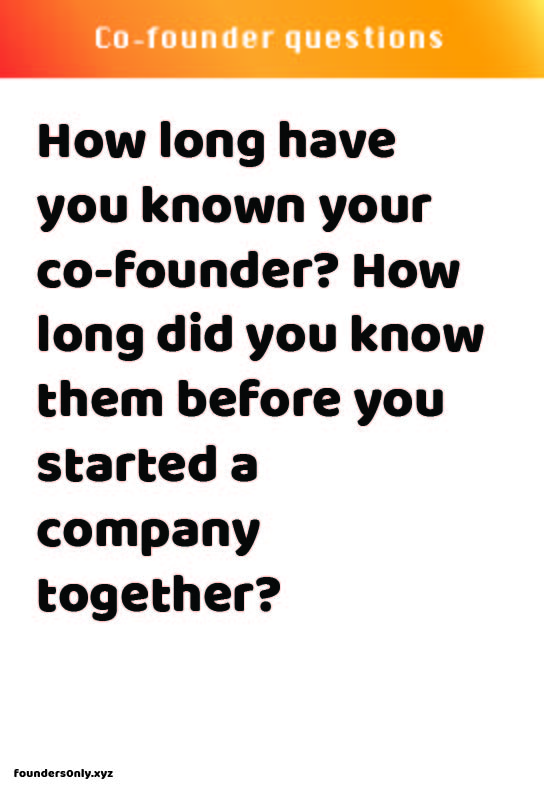 Co-founder questions
How long have
you known your
co-founder? How
long did you know
them before you
started a
company
together?
founders0nly.xyz